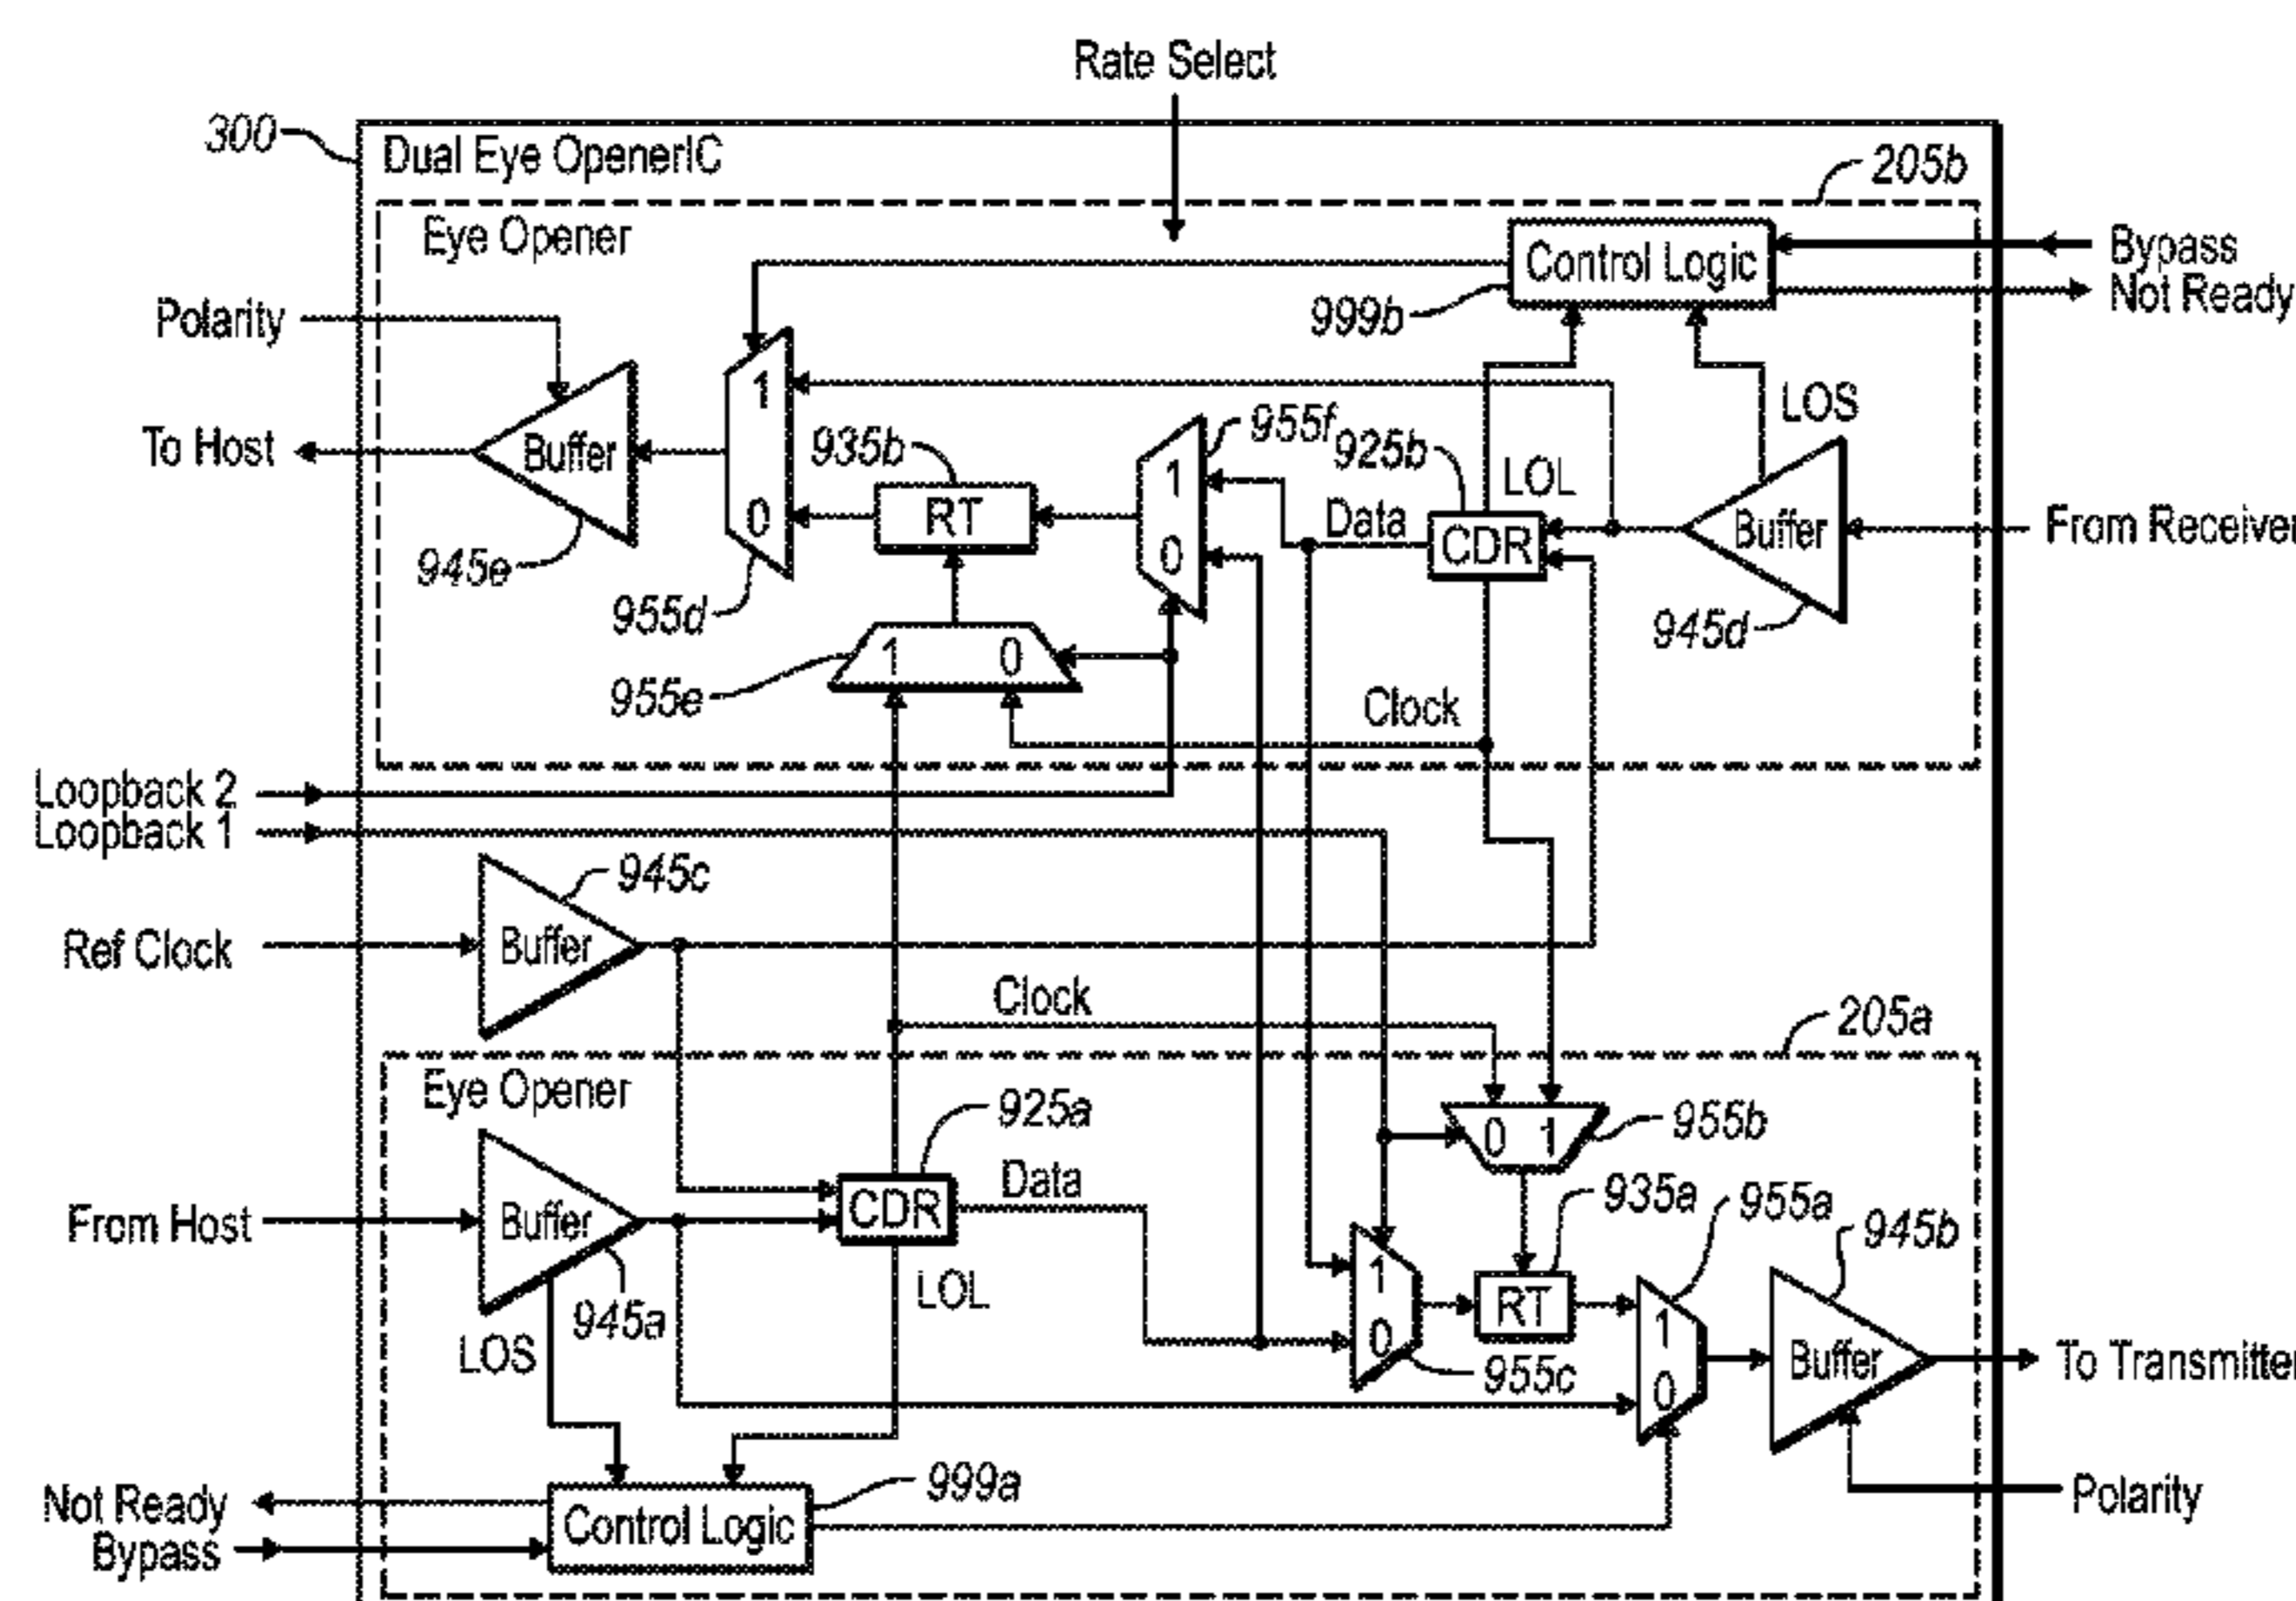 Rate Select
300
Dual Eye OpenerIC
205b
Eye Opener
Control Logic
Bypass
Not Ready
999b
Polarity
1
LOS
955f
925b
To Host
Buffer
935b
1
LOL
Data
RT
0
0
CDR
Buffer
From Receiver
945e
955d
945d
1 0
955e
Clock
Loopback 2
Loopback 1
945c
Ref Clock
Buffer
Clock
205a
Eye Opener
925a
0 1
955b
Data
935a
955a
945b
From Host
Buffer
CDR
1
LOL
RT
1
945a
0
LOS
955c
Buffer
To Transmitter
0
999a
Not Ready
Control Logic
Polarity
Bypass